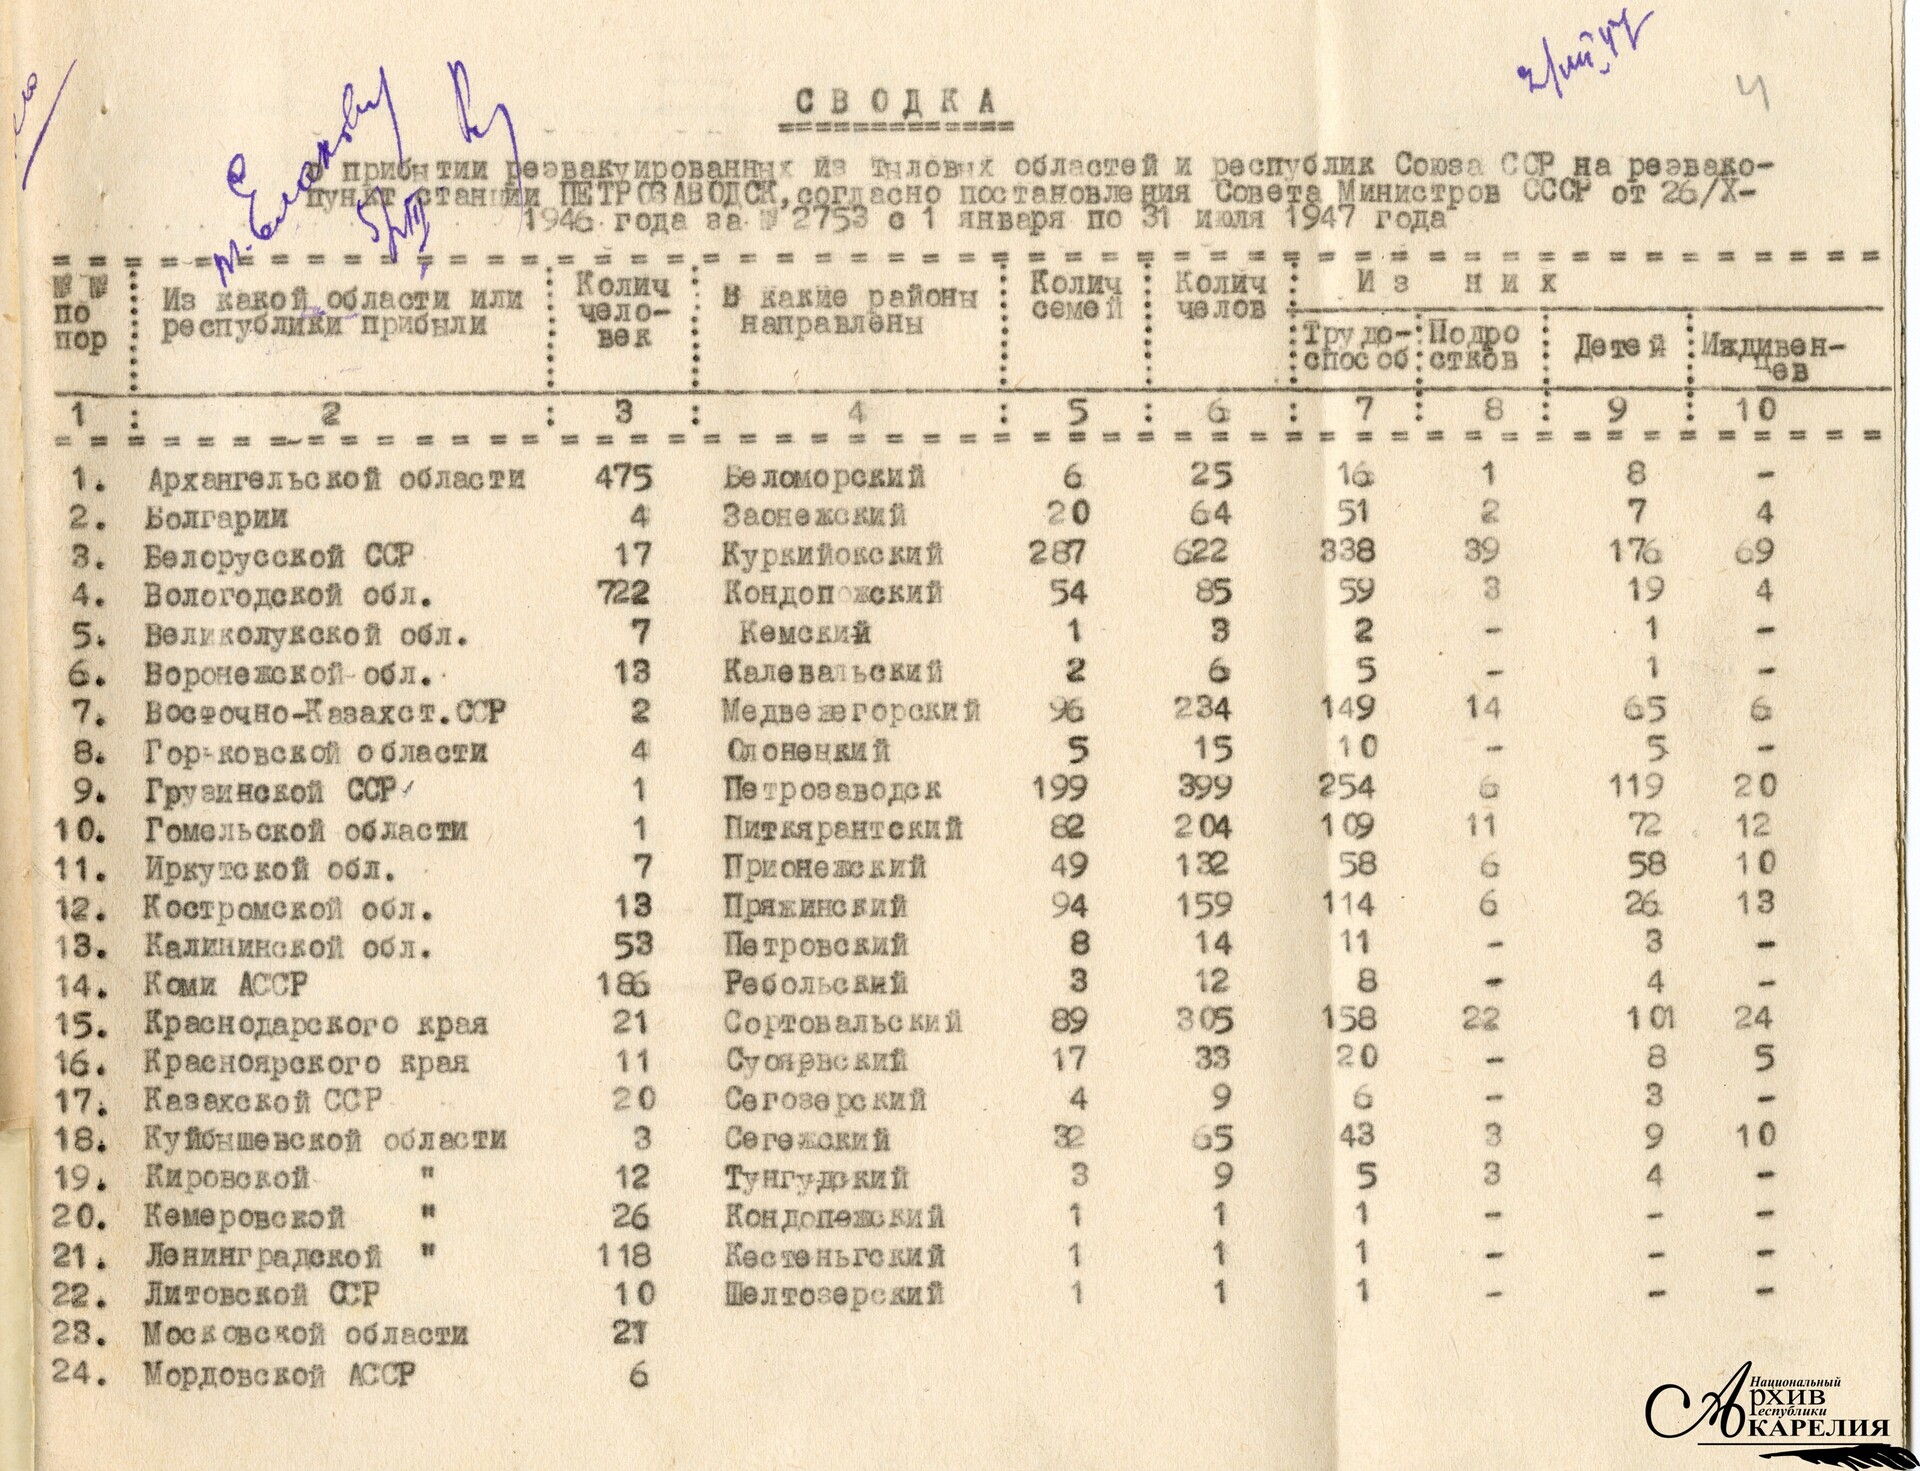 4
СВОДКА
о прибытии реэвакуированных из тыловых областей и республик Союза ССР на реэвако-
пункт станции ПЕТРОЗАВОДСК, согласно постановления Совета Министров СССР от 26/X-
1946 года за № 2753 с 1 января по 31 июля 1947 года
№№ по пор : Из какой области или республики прибыли : Колич чело-век : В какие районы направлены : Колич семей : Колич челов : Из них
Трудо-способ : Подро стков : Детей : Иждивен-цев
1 : 2 : 3 : 4 : 5 : 6 : 7 : 8 : 9 : 10
1. Архангельской области 475 Беломорский 6 25 16 1 8 -
2. Болгарии 4 Заонежский 20 64 51 2 7 4
3. Белорусской ССР 17 Куркийокский 287 622 338 39 176 69
4. Вологодской обл. 722 Кондопожский 54 85 59 3 19 4
5. Великолукской обл. 7 Кемский 1 3 2 - 1 -
6. Воронежской обл. 13 Калевальский 2 6 5 - 1 -
7. Восточно-Казахст.ССР 2 Медвежегорский 96 234 149 14 65 6
8. Горьковской области 4 Олонецкий 5 15 10 - 5 -
9. Грузинской ССР 1 Петрозаводск 199 399 254 6 119 20
10. Гомельской области 1 Питкярантский 82 204 109 11 72 12
11. Иркутской обл. 7 Прионежский 49 132 58 6 58 10
12. Костромской обл. 13 Пряжинский 94 159 114 6 26 13
13. Калининской обл. 53 Петровский 8 14 11 - 3 -
14. Коми АССР 186 Ребольский 3 12 8 - 4 -
15. Краснодарского края 21 Сортовальский 89 305 158 22 101 24
16. Красноярского края 11 Суоярвский 17 33 20 - 8 5
17. Казахской ССР 20 Сегозерский 4 9 6 - 3 -
18. Куйбышевской области 3 Сегежский 32 65 43 3 9 10
19. Кировской " 12 Тунгудский 3 9 5 3 4 -
20. Кемеровской " 26 Кондопежский 1 1 1 - - -
21. Ленинградской " 118 Кестеньгский 1 1 1 - - -
22. Литовской ССР 10 Шелтозерский 1 1 1 - - -
23. Московской области 21
24. Мордовской АССР 6
Национальный
Архив
Республики
КАРЕЛИЯ